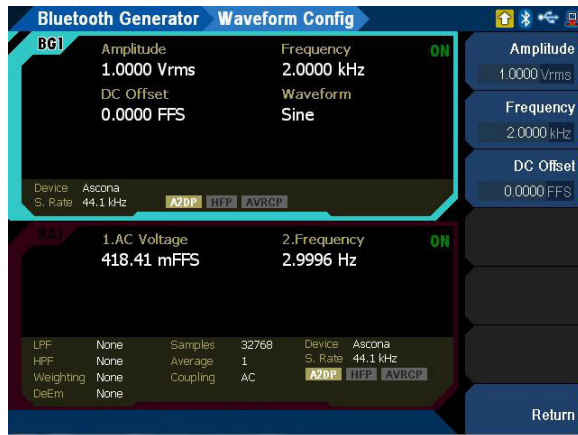 Bluetooth Generator Waveform Config
BG1
Amplitude Frequency ON
1.0000 Vrms 2.0000 kHz
DC Offset Waveform
0.0000 FFS Sine
Device Ascona
S. Rate 44.1 kHz A2DP HFP AVRCP
BA1
1.AC Voltage 2.Frequency ON
418.41 mFFS 2.9996 Hz
LPF None Samples 32768 Device Ascona
HPF None Average 1 S. Rate 44.1 kHz
Weighting None Coupling AC A2DP HFP AVRCP
DeEm None
Amplitude
1.0000 Vrms
Frequency
2.0000 kHz
DC Offset
0.0000 FFS
Return